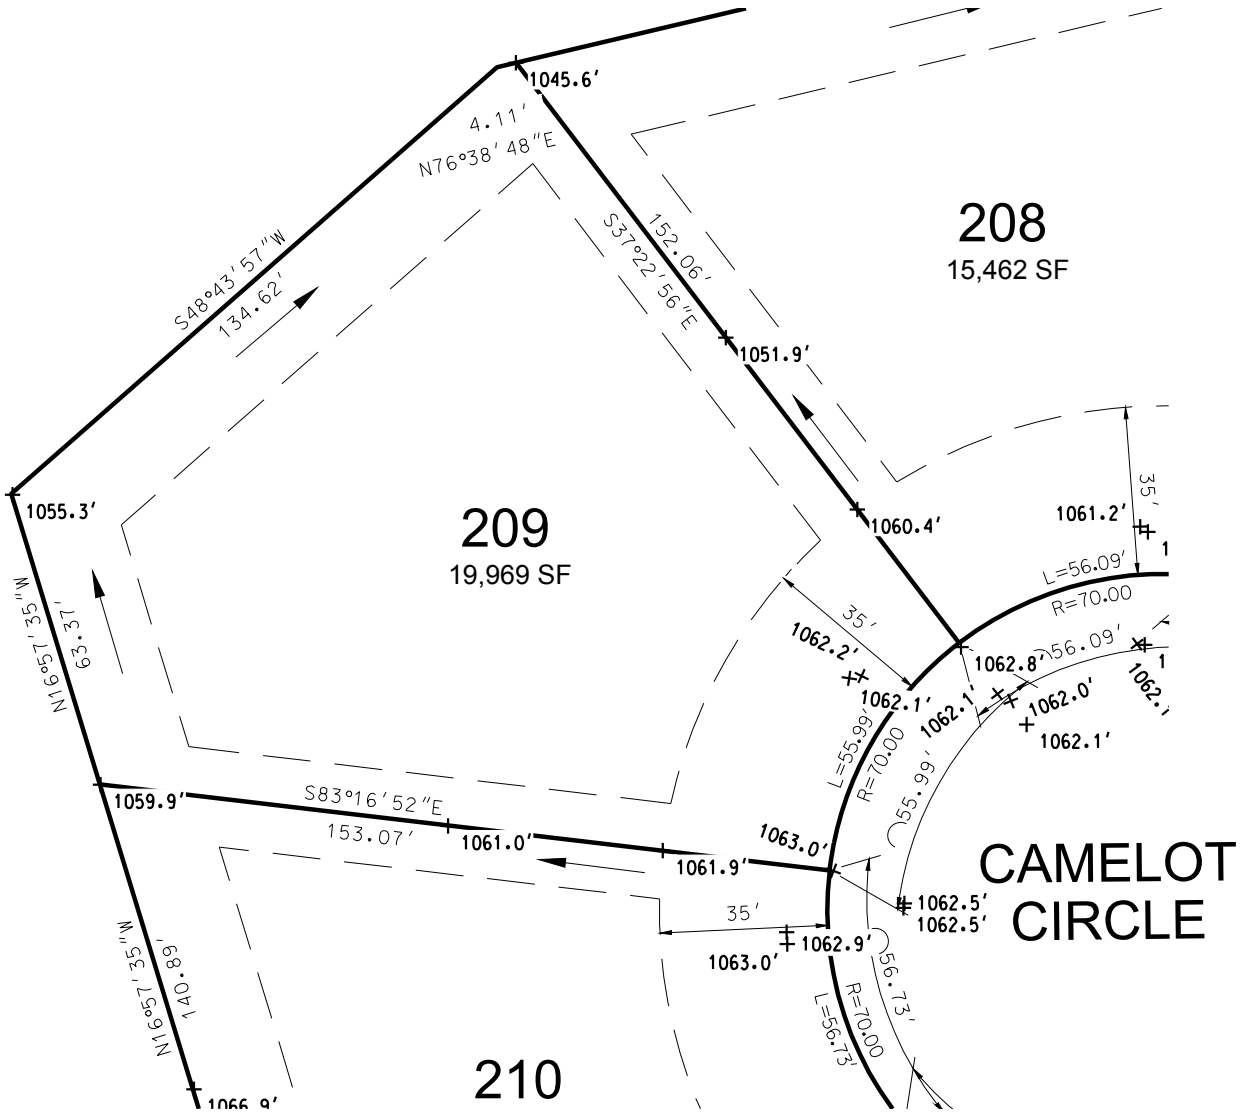 1045.6'
4.11'
N76°38'48"E
S48°43'57"W
134.62'
152.06'
S37°22'56"E
208
15,462 SF
1051.9'
1055.3'
209
19,969 SF
1060.4'
35'
1061.2'
L=56.09'
R=70.00
56.09'
N16°57'35"W
63.37'
35'
1062.2'
1062.1'
1062.8'
1062.1'
1062.0'
1062.1'
L=55.99'
R=70.00
55.99'
1059.9'
S83°16'52"E
153.07'
1061.0'
1061.9'
1063.0'
CAMELOT
CIRCLE
1062.5'
1062.5'
35'
1062.9'
1063.0'
56.73'
R=70.00
L=56.73'
N16°57'35"W
140.89'
210
1066.9'